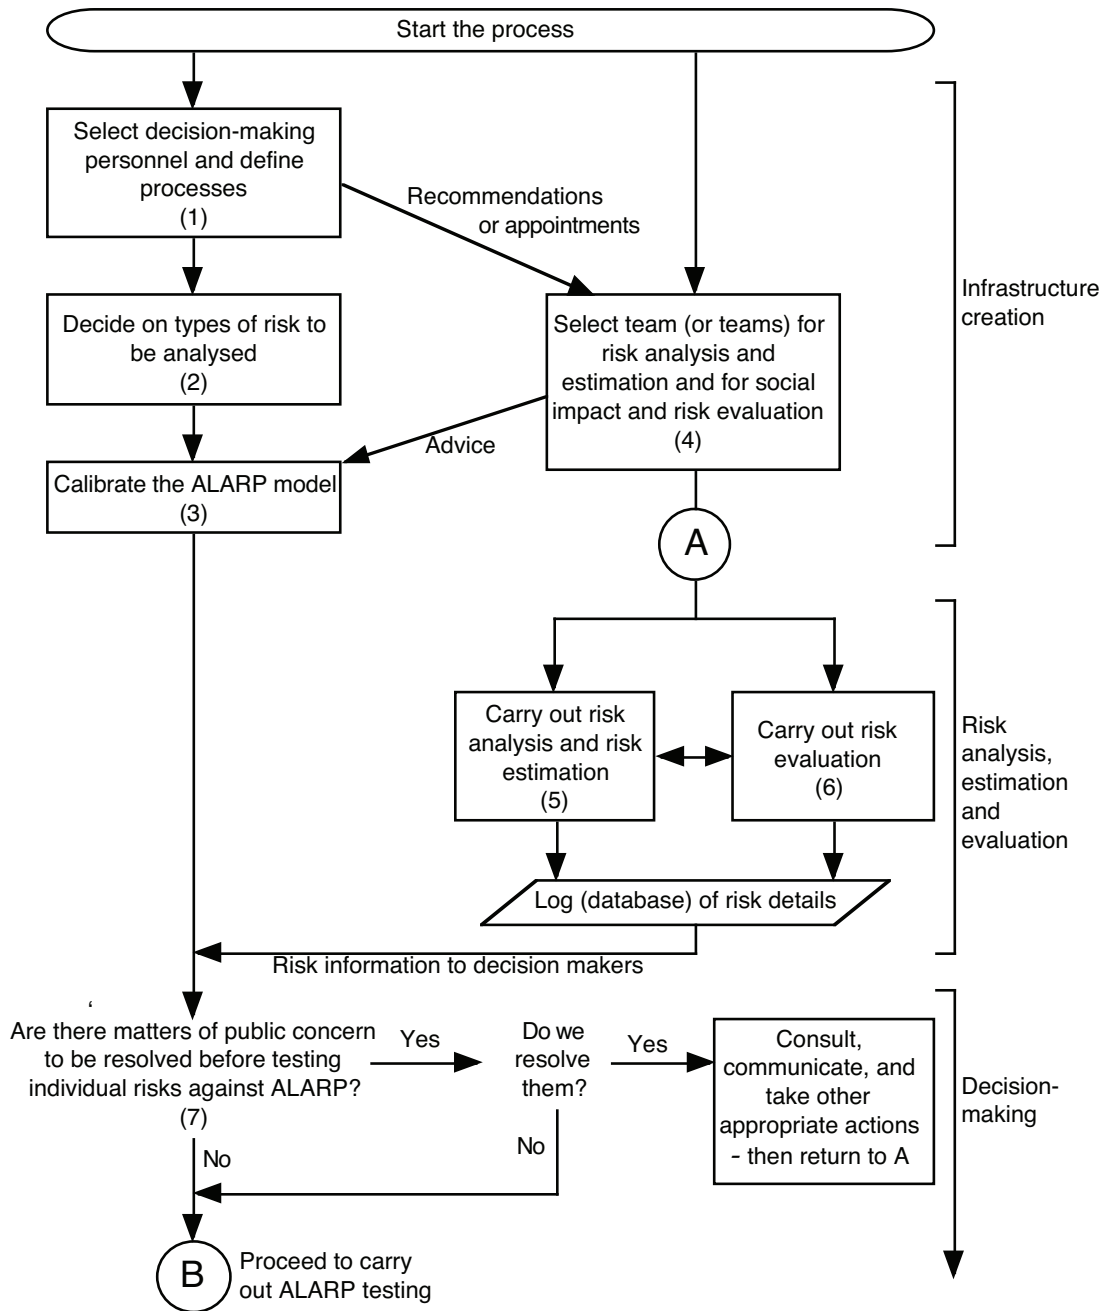 Start the process
Select decision-making
personnel and define
processes
(1)
Recommendations
or appointments
Decide on types of risk to
be analysed
(2)
Select team (or teams) for
risk analysis and
estimation and for social
impact and risk evaluation
(4)
Infrastructure
creation
Advice
Calibrate the ALARP model
(3)
A
Carry out risk
analysis and risk
estimation
(5)
Carry out risk
evaluation
(6)
Risk
analysis,
estimation
and
evaluation
Log (database) of risk details
Risk information to decision makers
‘
Are there matters of public concern
to be resolved before testing
individual risks against ALARP?
(7)
Yes
Do we
resolve
them?
Yes
Consult,
communicate, and
take other
appropriate actions
- then return to A
Decision-
making
No
No
B
Proceed to carry
out ALARP testing